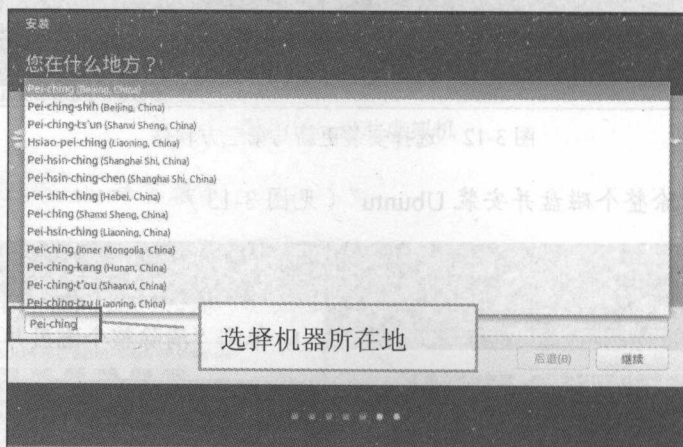 安装
您在什么地方？
Pei-ching (Beijing, China)
Pei-ching-shih (Beijing, China)
Pei-ching-ts'un (Shanxi Sheng, China)
Hsiao-pei-ching (Liaoning, China)
Pei-hsin-ching (Shanghai Shi, China)
Pei-hsin-ching-chen (Shanghai Shi, China)
Pei-shih-ching (Hebei, China)
Pei-ching (Shanxi Sheng, China)
Pei-hsin-ching (Liaoning, China)
Pei-ching (Inner Mongolia, China)
Pei-ching-kang (Hunan, China)
Pei-ching-t'ou (Shaanxi, China)
Pei-ching-tzu (Liaoning, China)
Pei-ching
选择机器所在地
后退(B)
继续